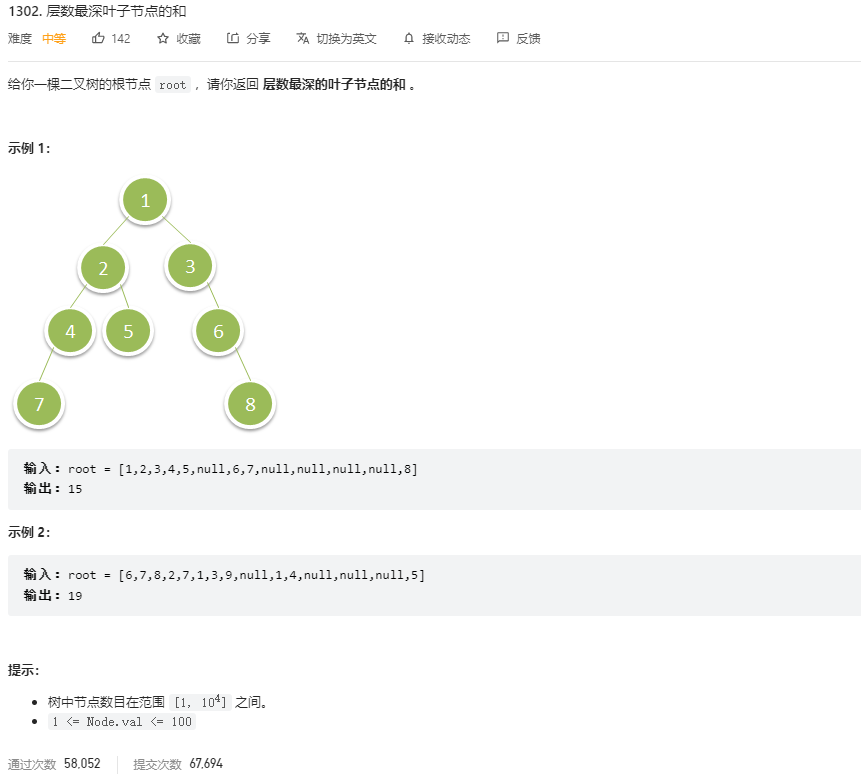 1302. 层数最深叶子节点的和
难度 中等 142 收藏 分享 切换为英文 接收动态 反馈
给你一棵二叉树的根节点 root ，请你返回 层数最深的叶子节点的和 。
示例 1：
1
2 3
4 5 6
7 8
输入：root = [1,2,3,4,5,null,6,7,null,null,null,null,8]
输出：15
示例 2：
输入：root = [6,7,8,2,7,1,3,9,null,1,4,null,null,null,5]
输出：19
提示：
树中节点数目在范围 [1, 10⁴] 之间。
1 <= Node.val <= 100
通过次数 58,052 提交次数 67,694